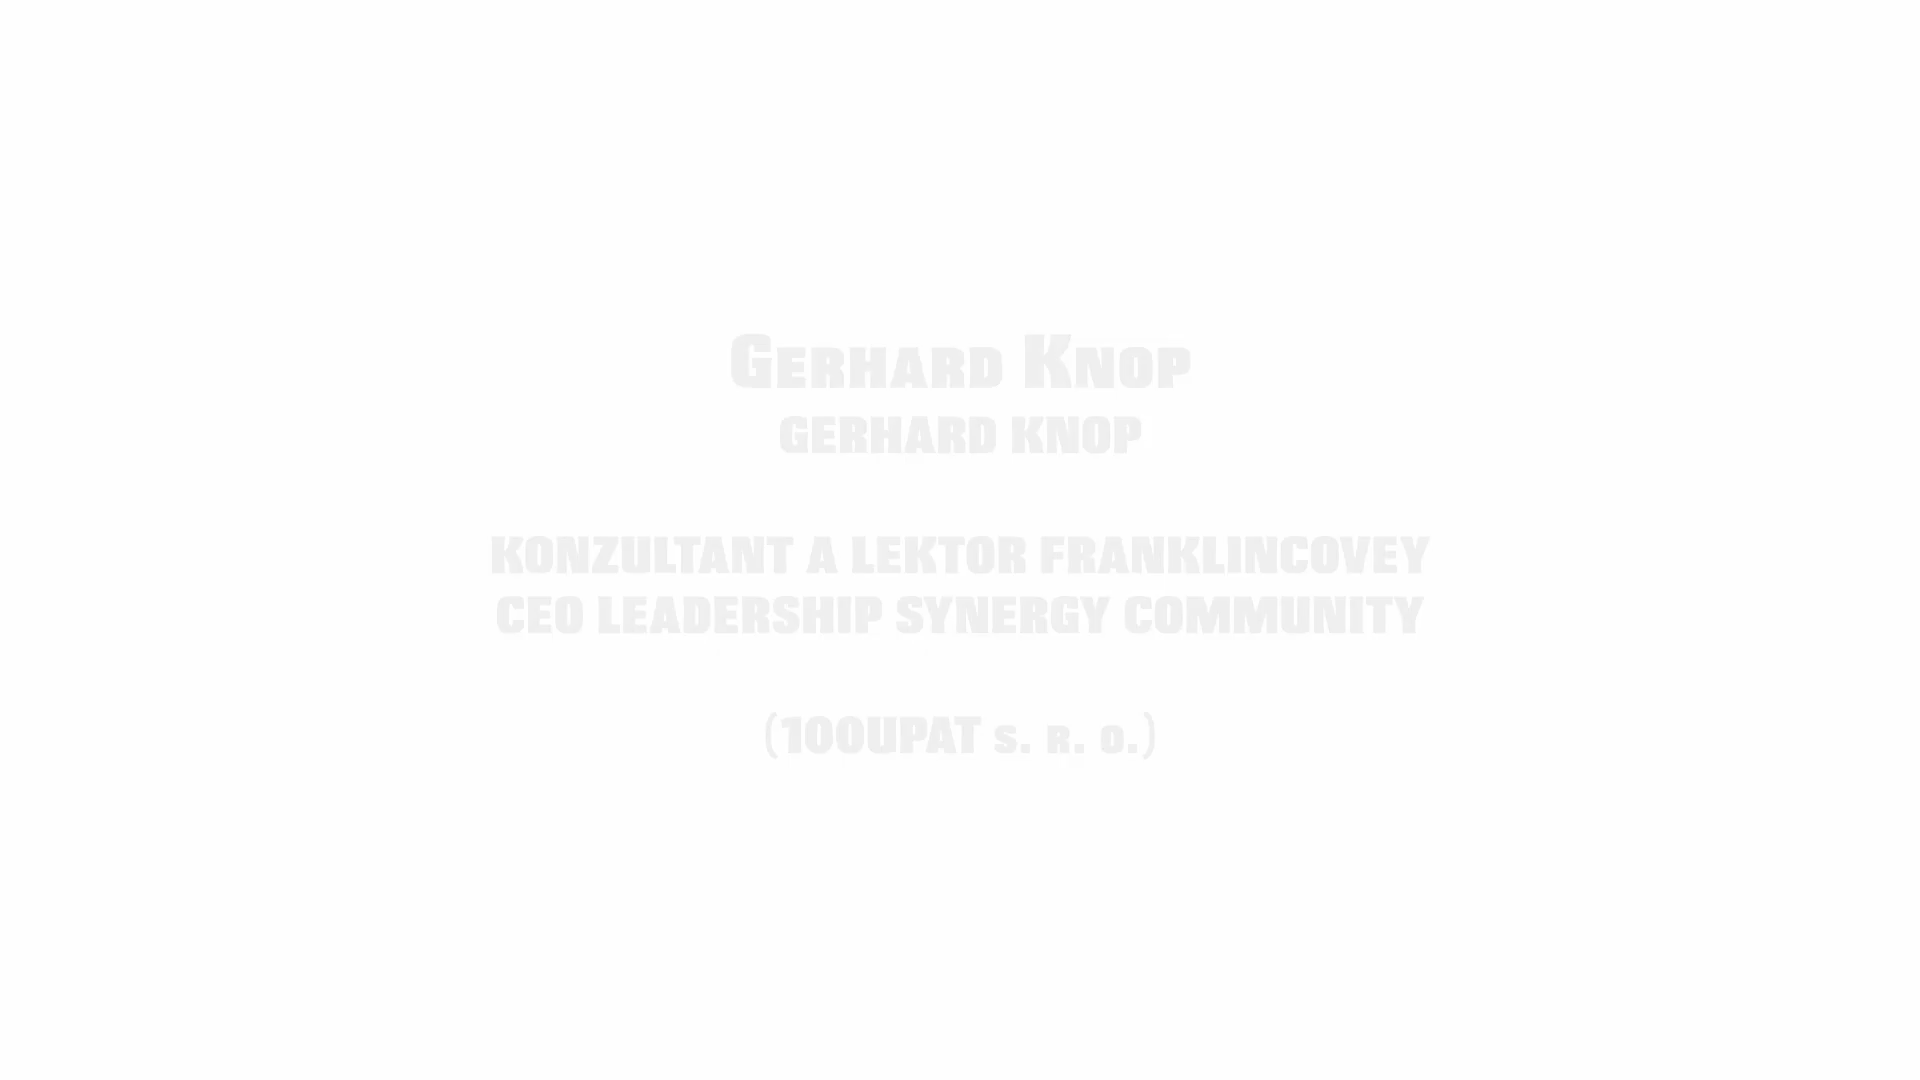 Gerhard Knop
GERHARD KNOP
KONZULTANT A LEKTOR FRANKLINCOVEY
CEO LEADERSHIP SYNERGY COMMUNITY
(100UPAT s. r. o.)